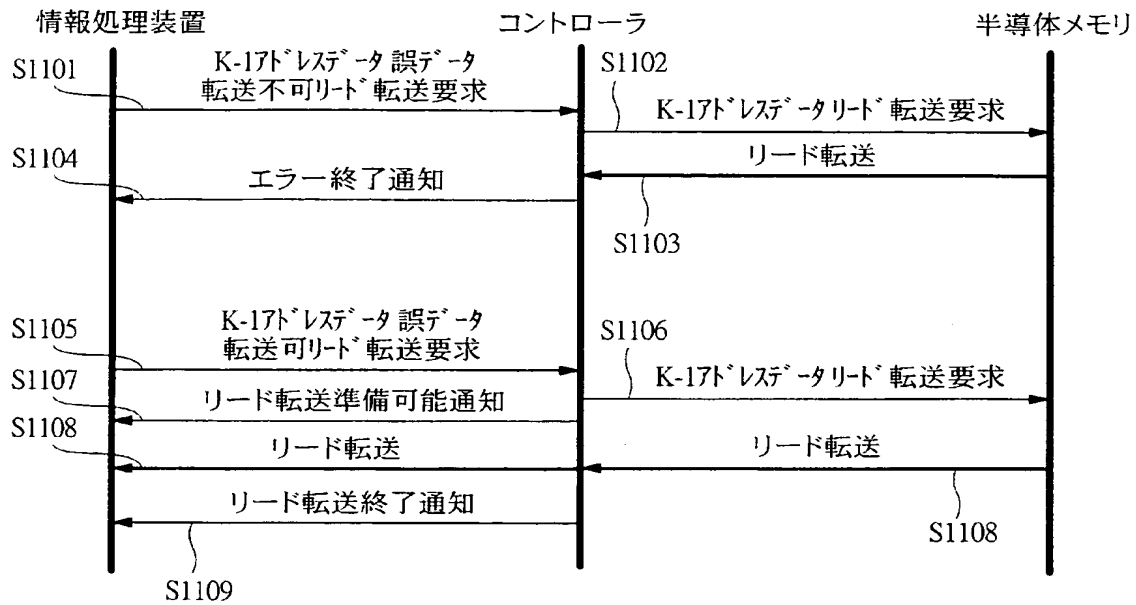 情報処理装置
コントローラ
半導体メモリ
S1101
K-1ｱﾄﾞﾚｽﾃﾞｰﾀ 誤ﾃﾞｰﾀ
転送不可ﾘｰﾄﾞ転送要求
S1102
K-1ｱﾄﾞﾚｽﾃﾞｰﾀ ﾘｰﾄﾞ転送要求
S1104
エラー終了通知
リード転送
S1103
S1105
K-1ｱﾄﾞﾚｽﾃﾞｰﾀ 誤ﾃﾞｰﾀ
転送可ﾘｰﾄﾞ転送要求
S1106
K-1ｱﾄﾞﾚｽﾃﾞｰﾀ ﾘｰﾄﾞ転送要求
S1107
リード転送準備可能通知
S1108
リード転送
リード転送
S1108
リード転送終了通知
S1109